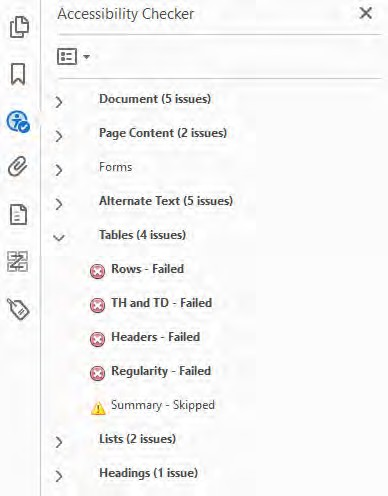 Accessibility Checker
Document (5 issues)
Page Content (2 issues)
Forms
Alternate Text (5 issues)
Tables (4 issues)
Rows - Failed
TH and TD - Failed
Headers - Failed
Regularity - Failed
Summary - Skipped
Lists (2 issues)
Headings (1 issue)